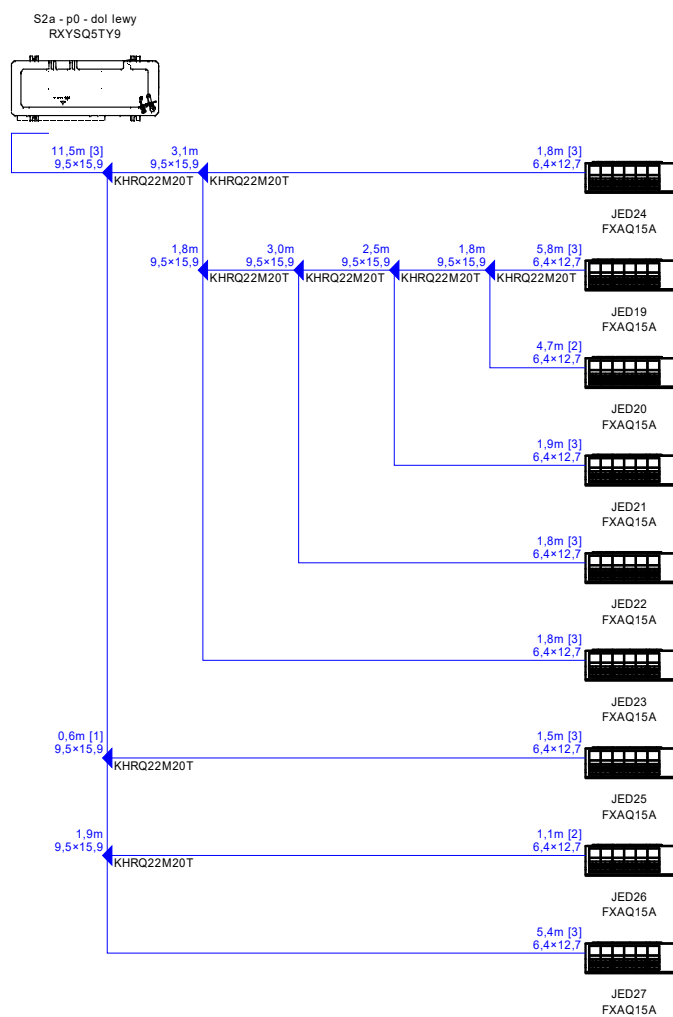 S2a - p0 - dol lewy
RXYSQ5TY9
11,5m [3]
9,5×15,9
KHRQ22M20T
3,1m
9,5×15,9
KHRQ22M20T
1,8m [3]
6,4×12,7
JED24
FXAQ15A
1,8m
9,5×15,9
KHRQ22M20T
3,0m
9,5×15,9
KHRQ22M20T
2,5m
9,5×15,9
KHRQ22M20T
1,8m
9,5×15,9
KHRQ22M20T
5,8m [3]
6,4×12,7
JED19
FXAQ15A
4,7m [2]
6,4×12,7
JED20
FXAQ15A
1,9m [3]
6,4×12,7
JED21
FXAQ15A
1,8m [3]
6,4×12,7
JED22
FXAQ15A
1,8m [3]
6,4×12,7
JED23
FXAQ15A
0,6m [1]
9,5×15,9
KHRQ22M20T
1,5m [3]
6,4×12,7
JED25
FXAQ15A
1,9m
9,5×15,9
KHRQ22M20T
1,1m [2]
6,4×12,7
JED26
FXAQ15A
5,4m [3]
6,4×12,7
JED27
FXAQ15A